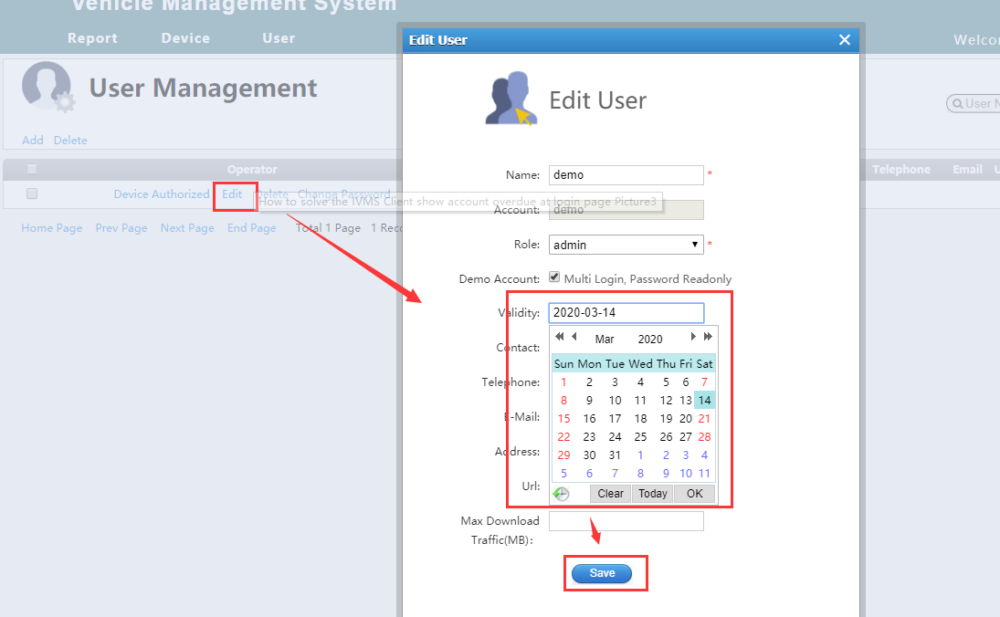 Vehicle Management System
Report Device User
Welco
User Management
User N
Add Delete
Operator
Telephone Email U
Device Authorized Edit Delete Change Password
How to solve the IVMS Client show account overdue at login page Picture3
Home Page Prev Page Next Page End Page Total 1 Page 1 Reco
Edit User
Edit User
Name: demo *
Account: demo
Role: admin *
Demo Account: Multi Login, Password Readonly
Validity: 2020-03-14
Mar 2020
Contact:
Sun Mon Tue Wed Thu Fri Sat
Telephone:
1 2 3 4 5 6 7
8 9 10 11 12 13 14
E-Mail:
15 16 17 18 19 20 21
22 23 24 25 26 27 28
Address:
29 30 31 1 2 3 4
5 6 7 8 9 10 11
Url:
Clear Today OK
Max Download
Traffic(MB):
Save